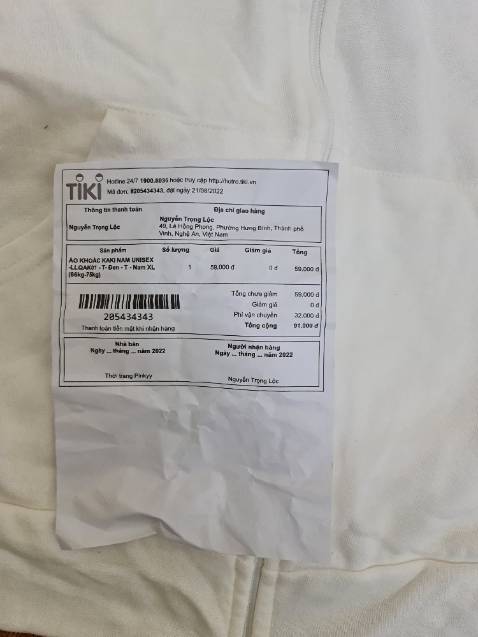 TIKI
Hotline 24/7 1900.6035 hoặc truy cập http://hotro.tiki.vn
Mã đơn: 8205434343, đặt ngày 21/08/2022
Thông tin thanh toán Địa chỉ giao hàng
Nguyễn Trọng Lộc
Nguyễn Trọng Lộc
49, Lê Hồng Phong, Phường Hưng Bình, Thành phố
Vinh, Nghệ An, Việt Nam
Sản phẩm Số lượng Giá Giảm giá Tổng
ÁO KHOÁC KAKI NAM UNISEX 1 59,000 đ 0 đ 59,000 đ
-LLQAK01 - T- Đen - T - Nam XL
(66kg-75kg)
Tổng chưa giảm 59,000 đ
Giảm giá 0 đ
Phí vận chuyển 32,000 đ
Tổng cộng 91,000 đ
205434343
Thanh toán tiền mặt khi nhận hàng
Nhà bán Người nhận hàng
Ngày ... tháng ... năm 2022 Ngày ... tháng ... năm 2022
Thời trang Pinkyy Nguyễn Trọng Lộc